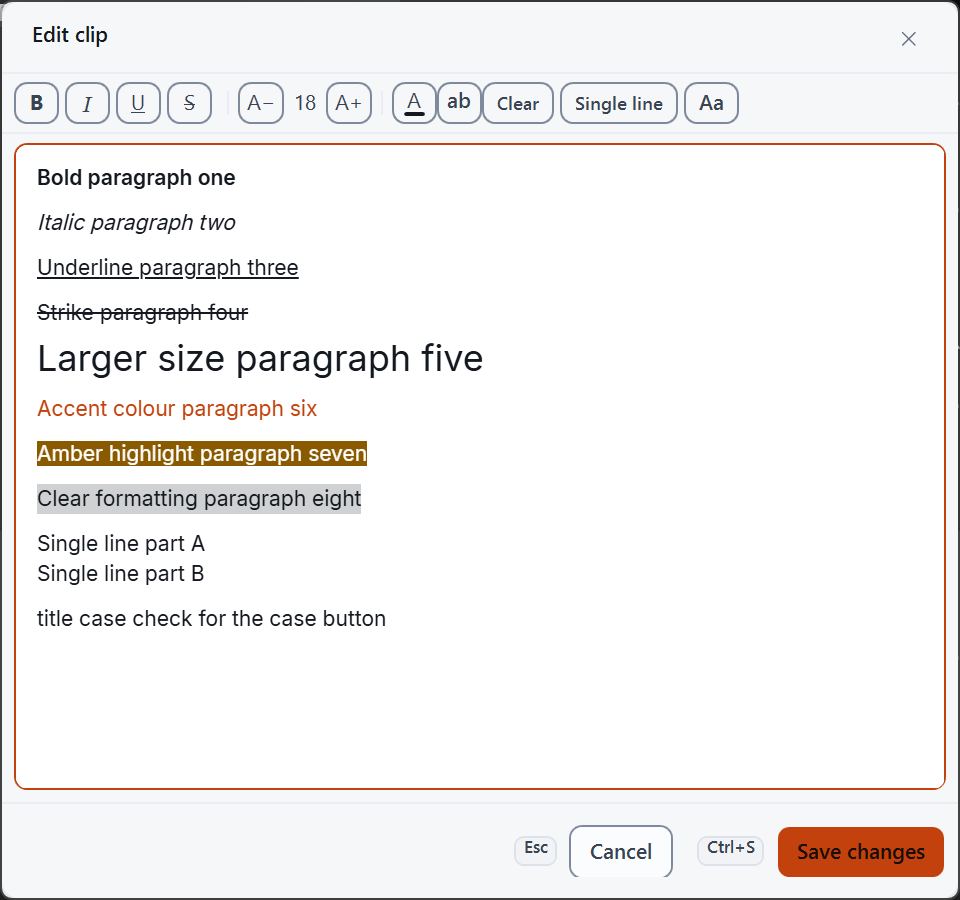 Edit clip
B I U S A− 18 A+ A ab Clear Single line Aa
Bold paragraph one
Italic paragraph two
Underline paragraph three
Strike paragraph four
Larger size paragraph five
Accent colour paragraph six
Amber highlight paragraph seven
Clear formatting paragraph eight
Single line part A
Single line part B
title case check for the case button
Esc Cancel Ctrl+S Save changes